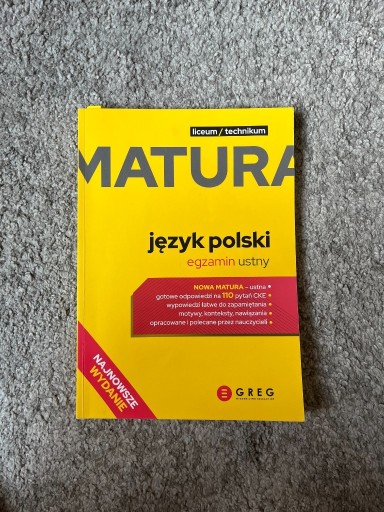 liceum / technikum
MATURA
język polski
egzamin ustny
NOWA MATURA – ustna
gotowe odpowiedzi na 110 pytań CKE
wypowiedzi łatwe do zapamiętania
motywy, konteksty, nawiązania
opracowane i polecane przez nauczycieli
NAJNOWSZE
WYDANIE
GREG